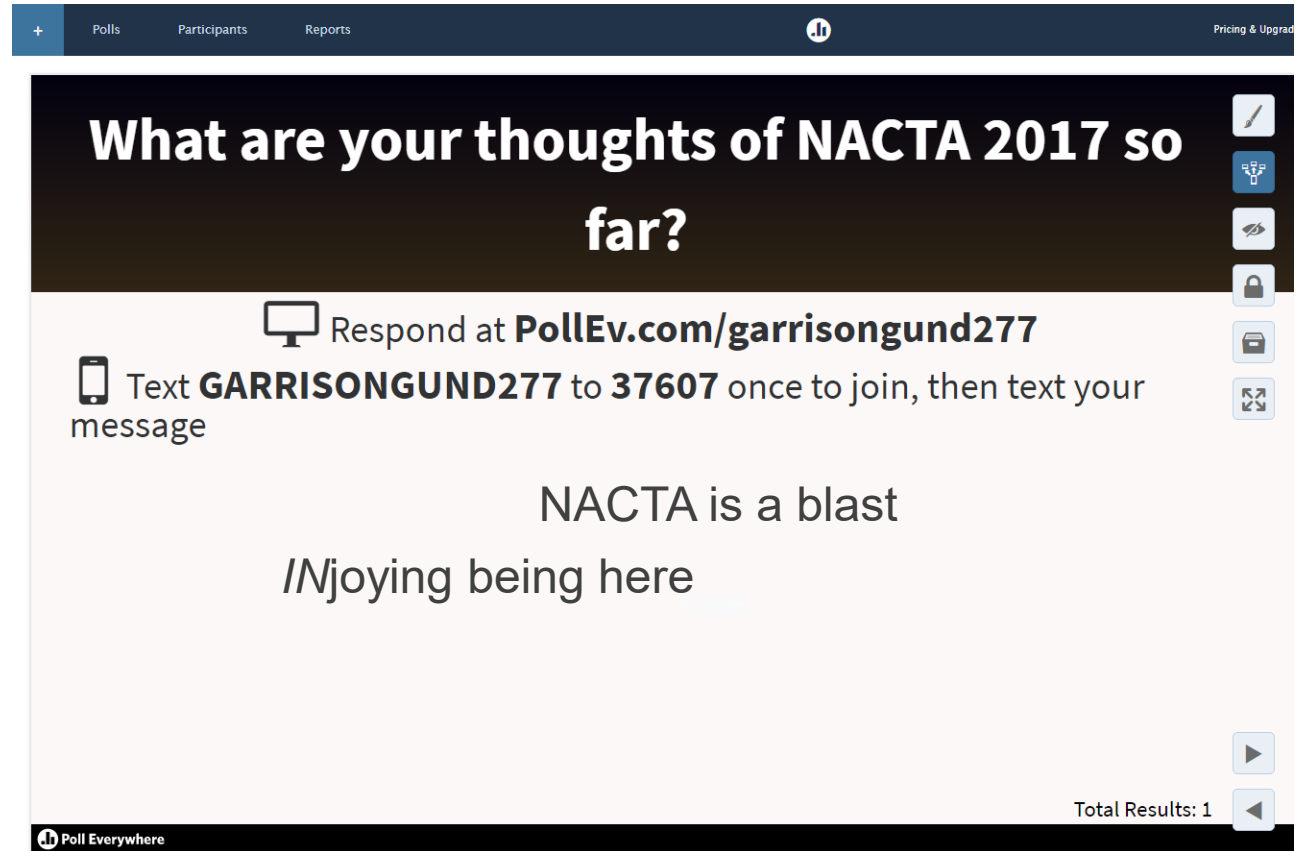 + Polls Participants Reports Pricing & Upgrad
What are your thoughts of NACTA 2017 so
far?
Respond at PollEv.com/garrisongund277
Text GARRISONGUND277 to 37607 once to join, then text your
message
NACTA is a blast
INjoying being here
Total Results: 1
Poll Everywhere